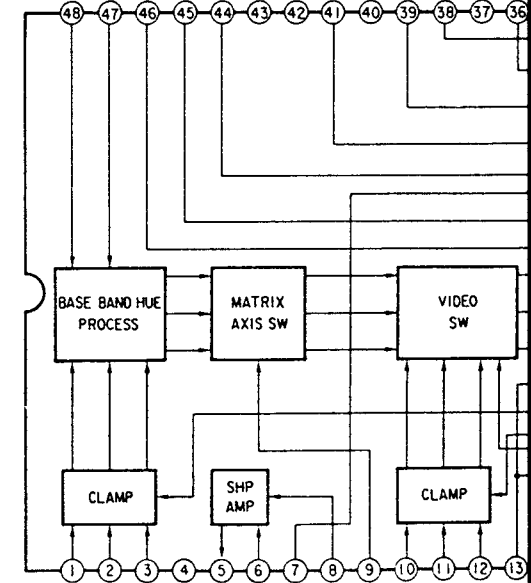 48 47 46 45 44 43 42 41 40 39 38 37 36
BASE BAND HUE
PROCESS
MATRIX
AXIS SW
VIDEO
SW
CLAMP
SHP
AMP
CLAMP
1 2 3 4 5 6 7 8 9 10 11 12 13